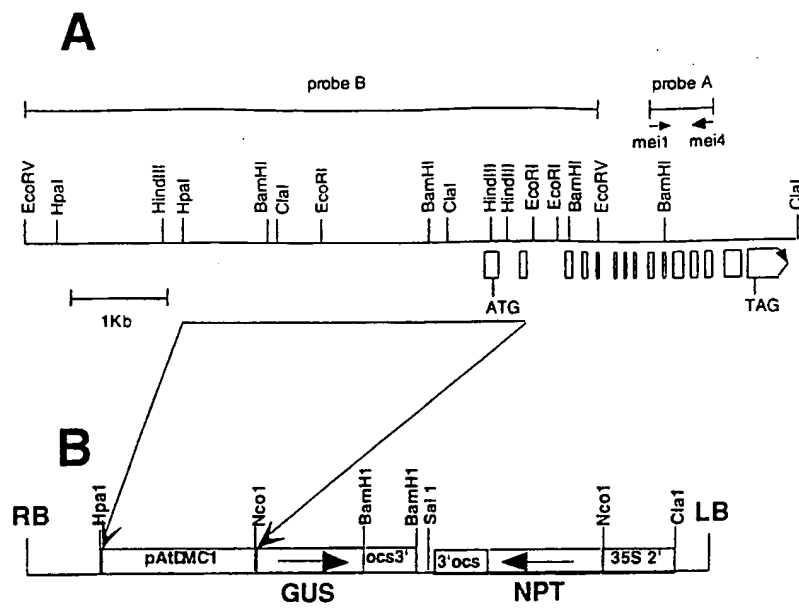 A
probe B
probe A
mei1
mei4
EcoRV
HpaI
HindIII
HpaI
BamHI
ClaI
EcoRI
BamHI
ClaI
HindIII
HindIII
EcoRI
EcoRI
BamHI
EcoRV
BamHI
ClaI
1Kb
ATG
TAG
B
RB
Hpa1
Nco1
BamH1
BamH1
Sal 1
Nco1
Cla1
LB
pAtDMC1
ocs3'
3'ocs
35S 2'
GUS
NPT